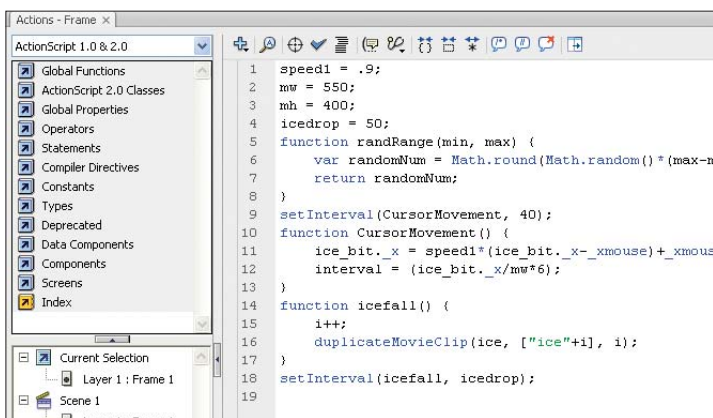 Actions - Frame ×
ActionScript 1.0 & 2.0
Global Functions
ActionScript 2.0 Classes
Global Properties
Operators
Statements
Compiler Directives
Constants
Types
Deprecated
Data Components
Components
Screens
Index
Current Selection
Layer 1 : Frame 1
Scene 1
1 speed1 = .9;
2 mw = 550;
3 mh = 400;
4 icedrop = 50;
5 function randRange(min, max) {
6 var randomNum = Math.round(Math.random()*(max-m
7 return randomNum;
8 }
9 setInterval(CursorMovement, 40);
10 function CursorMovement() {
11 ice_bit._x = speed1*(ice_bit._x-_xmouse)+_xmous
12 interval = (ice_bit._x/mw*6);
13 }
14 function icefall() {
15 i++;
16 duplicateMovieClip(ice, ["ice"+i], i);
17 }
18 setInterval(icefall, icedrop);
19